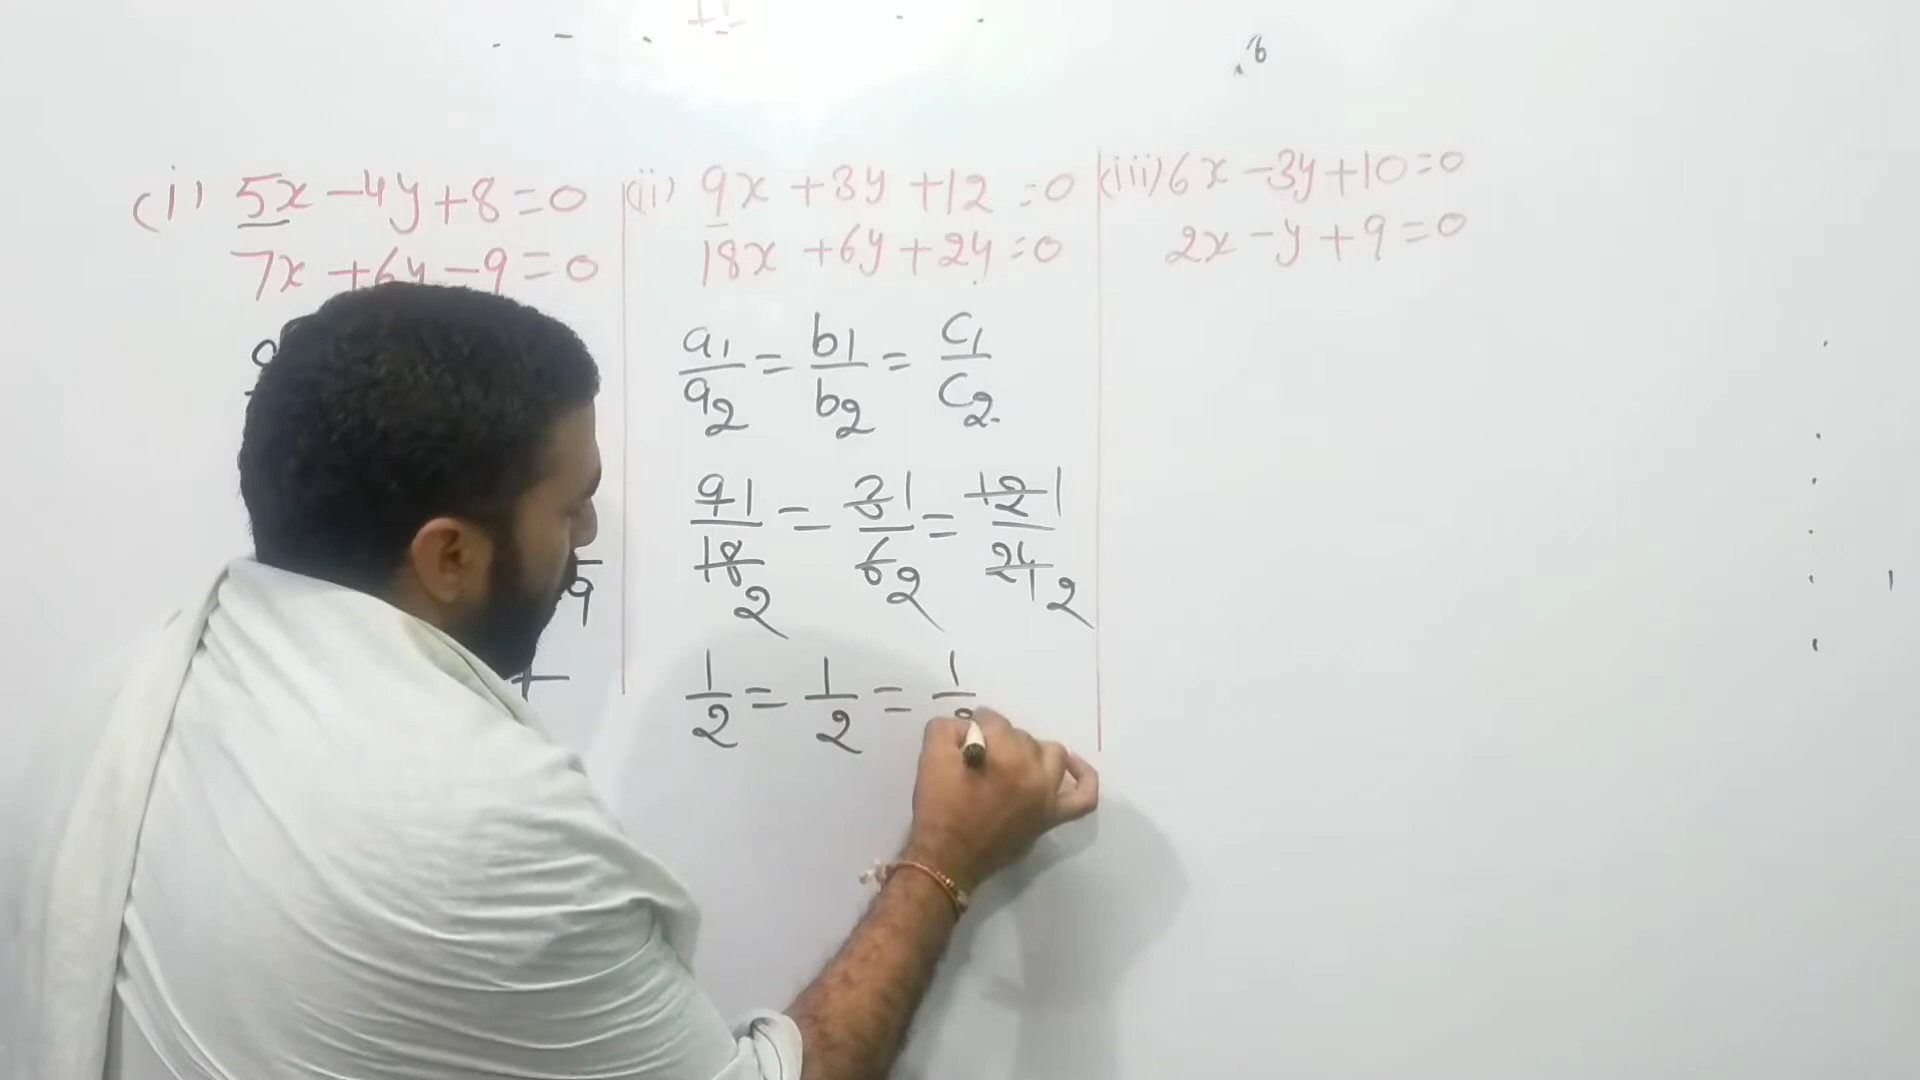 6
(i) 5x -4y+8=0
7x +6y -9=0
(ii) 9x +3y +12 =0
18x +6y +24 =0
a1/a2 = b1/b2 = c1/c2
9 1/18 2 = 3 1/6 2 = 12 1/24 2
1/2 = 1/2 = 1/
(iii) 6x -3y+10=0
2x -y +9=0